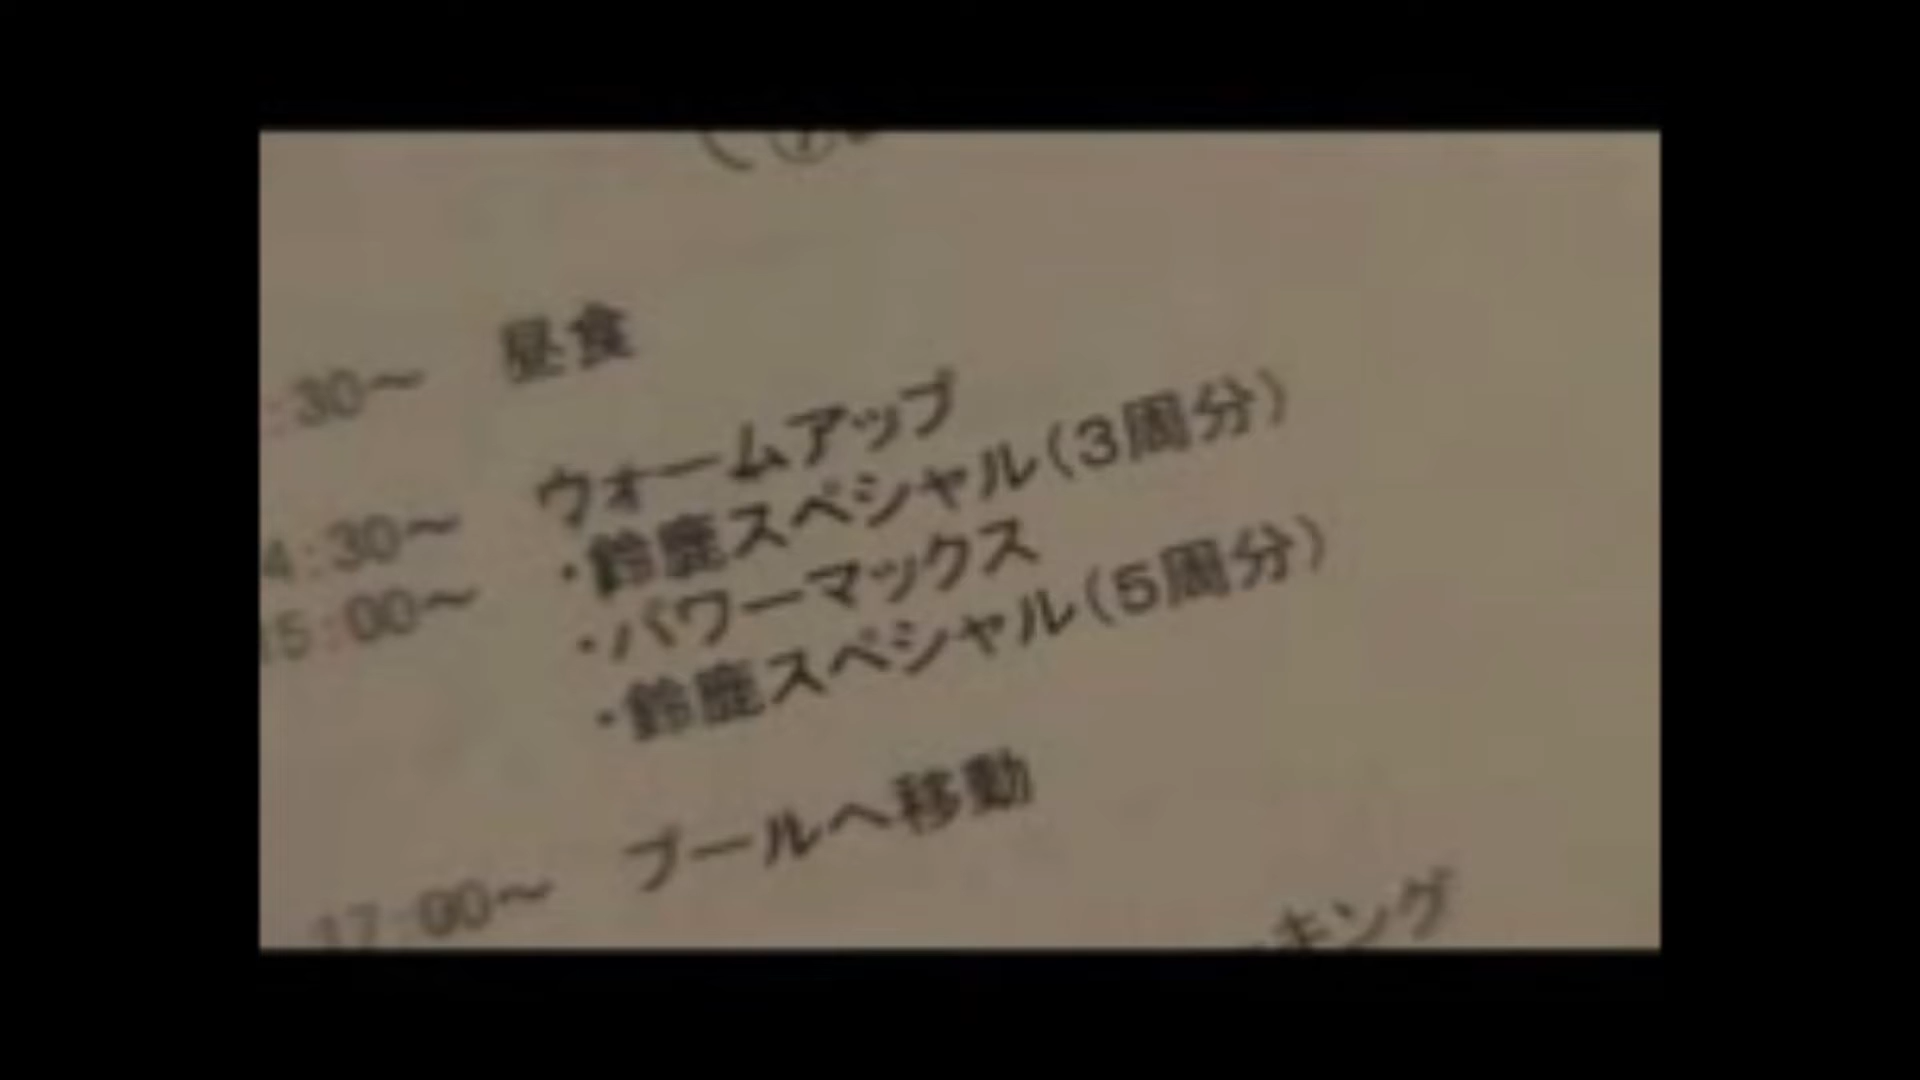 :30～ 昼食
4:30～ ウォームアップ
15:00～ ・鈴鹿スペシャル(3周分)
・パワーマックス
・鈴鹿スペシャル(5周分)
17:00～ プールへ移動
キング